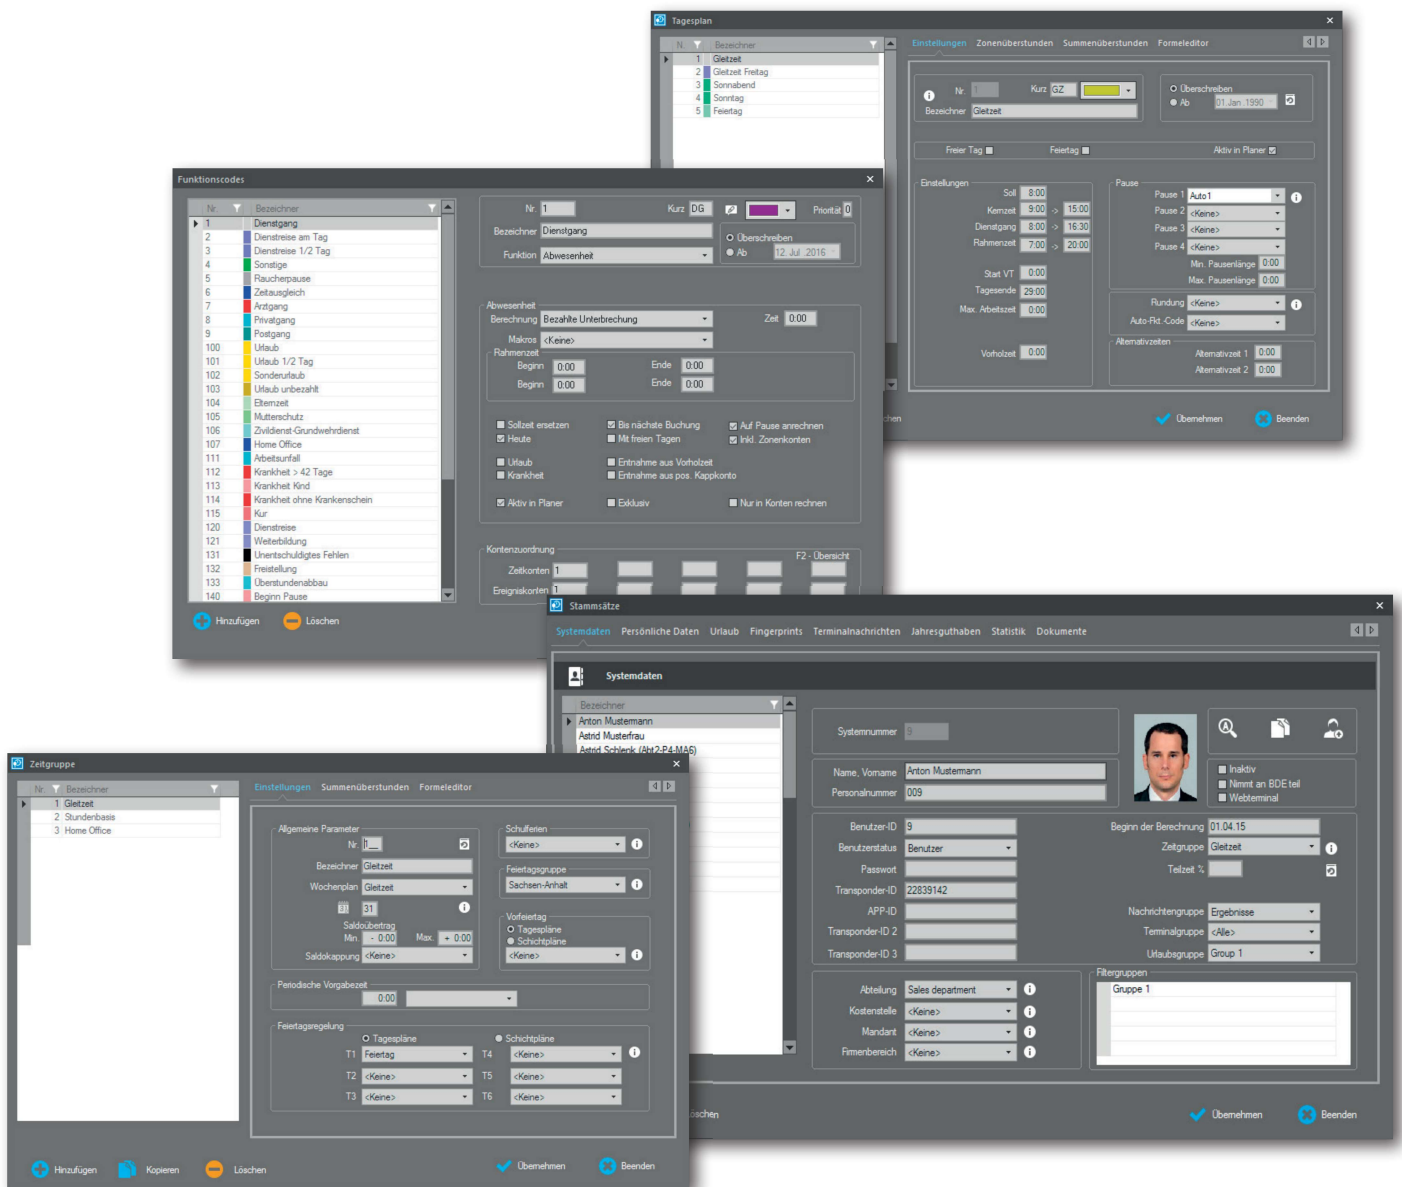 Tagesplan
N. Bezeichner
1 Gleitzeit
2 Gleitzeit Freitag
3 Sonnabend
4 Sonntag
5 Feiertag
Einstellungen Zonenüberstunden Summenüberstunden Formeleditor
Nr. 1 Kurz GZ
Bezeichner Gleitzeit
Überschreiben
Ab 01.Jan .1990
Freier Tag Feiertag Aktiv in Planer
Einstellungen
Soll 8:00
Kernzeit 9:00 -> 15:00
Dienstgang 8:00 -> 16:30
Rahmenzeit 7:00 -> 20:00
Start VT 0:00
Tagesende 29:00
Max. Arbeitszeit 0:00
Vorholzeit 0:00
Pause
Pause 1 Auto1
Pause 2 <Keine>
Pause 3 <Keine>
Pause 4 <Keine>
Min. Pausenlänge 0:00
Max. Pausenlänge 0:00
Rundung <Keine>
Auto-Fkt.-Code <Keine>
Alternativzeiten
Alternativzeit 1 0:00
Alternativzeit 2 0:00
Übernehmen Beenden
Funktionscodes
Nr. Bezeichner
1 Dienstgang
2 Dienstreise am Tag
3 Dienstreise 1/2 Tag
4 Sonstige
5 Raucherpause
6 Zeitausgleich
7 Arztgang
8 Privatgang
9 Postgang
100 Urlaub
101 Urlaub 1/2 Tag
102 Sonderurlaub
103 Urlaub unbezahlt
104 Elternzeit
105 Mutterschutz
106 Zivildienst-Grundwehrdienst
107 Home Office
111 Arbeitsunfall
112 Krankheit > 42 Tage
113 Krankheit Kind
114 Krankheit ohne Krankenschein
115 Kur
120 Dienstreise
121 Weiterbildung
131 Unentschuldigtes Fehlen
132 Freistellung
133 Überstundenabbau
140 Beginn Pause
Hinzufügen Löschen
Nr. 1 Kurz DG Priorität 0
Bezeichner Dienstgang
Funktion Abwesenheit
Überschreiben
Ab 12. Jul .2016
Abwesenheit
Berechnung Bezahlte Unterbrechung Zeit 0:00
Makros <Keine>
Rahmenzeit
Beginn 0:00 Ende 0:00
Beginn 0:00 Ende 0:00
Sollzeit ersetzen Bis nächste Buchung Auf Pause anrechnen
Heute Mit freien Tagen Inkl. Zonenkonten
Urlaub Entnahme aus Vorholzeit
Krankheit Entnahme aus pos. Kappkonto
Aktiv in Planer Exklusiv Nur in Konten rechnen
Kontenzuordnung F2 - Übersicht
Zeitkonten 1
Ereigniskonten 1
Stammsätze
Systemdaten Persönliche Daten Urlaub Fingerprints Terminalnachrichten Jahresguthaben Statistik Dokumente
Systemdaten
Bezeichner
Anton Mustermann
Astrid Musterfrau
Astrid Schlenk (Abt2-P4-MA6)
Systemnummer 9
Name, Vorname Anton Mustermann
Personalnummer 009
Inaktiv
Nimmt an BDE teil
Webterminal
Benutzer-ID 9
Benutzerstatus Benutzer
Passwort
Transponder-ID 22839142
APP-ID
Transponder-ID 2
Transponder-ID 3
Beginn der Berechnung 01.04.15
Zeitgruppe Gleitzeit
Teilzeit %
Nachrichtengruppe Ergebnisse
Terminalgruppe <Alle>
Urlaubsgruppe Group 1
Abteilung Sales department
Kostenstelle <Keine>
Mandant <Keine>
Firmenbereich <Keine>
Filtergruppen
Gruppe 1
Übernehmen Beenden
Zeitgruppe
Nr. Bezeichner
1 Gleitzeit
2 Stundenbasis
3 Home Office
Einstellungen Summenüberstunden Formeleditor
Allgemeine Parameter
Nr. 1__
Bezeichner Gleitzeit
Wochenplan Gleitzeit
31 31
Saldoübertrag
Min. - 0:00 Max. + 0:00
Saldokappung <Keine>
Schulferien
<Keine>
Feiertagsgruppe
Sachsen-Anhalt
Vorfeiertag
Tagespläne
Schichtpläne
<Keine>
Periodische Vorgabezeit
0:00
Feiertagsregelung
Tagespläne Schichtpläne
T1 Feiertag T4 <Keine>
T2 <Keine> T5 <Keine>
T3 <Keine> T6 <Keine>
Hinzufügen Kopieren Löschen Übernehmen Beenden